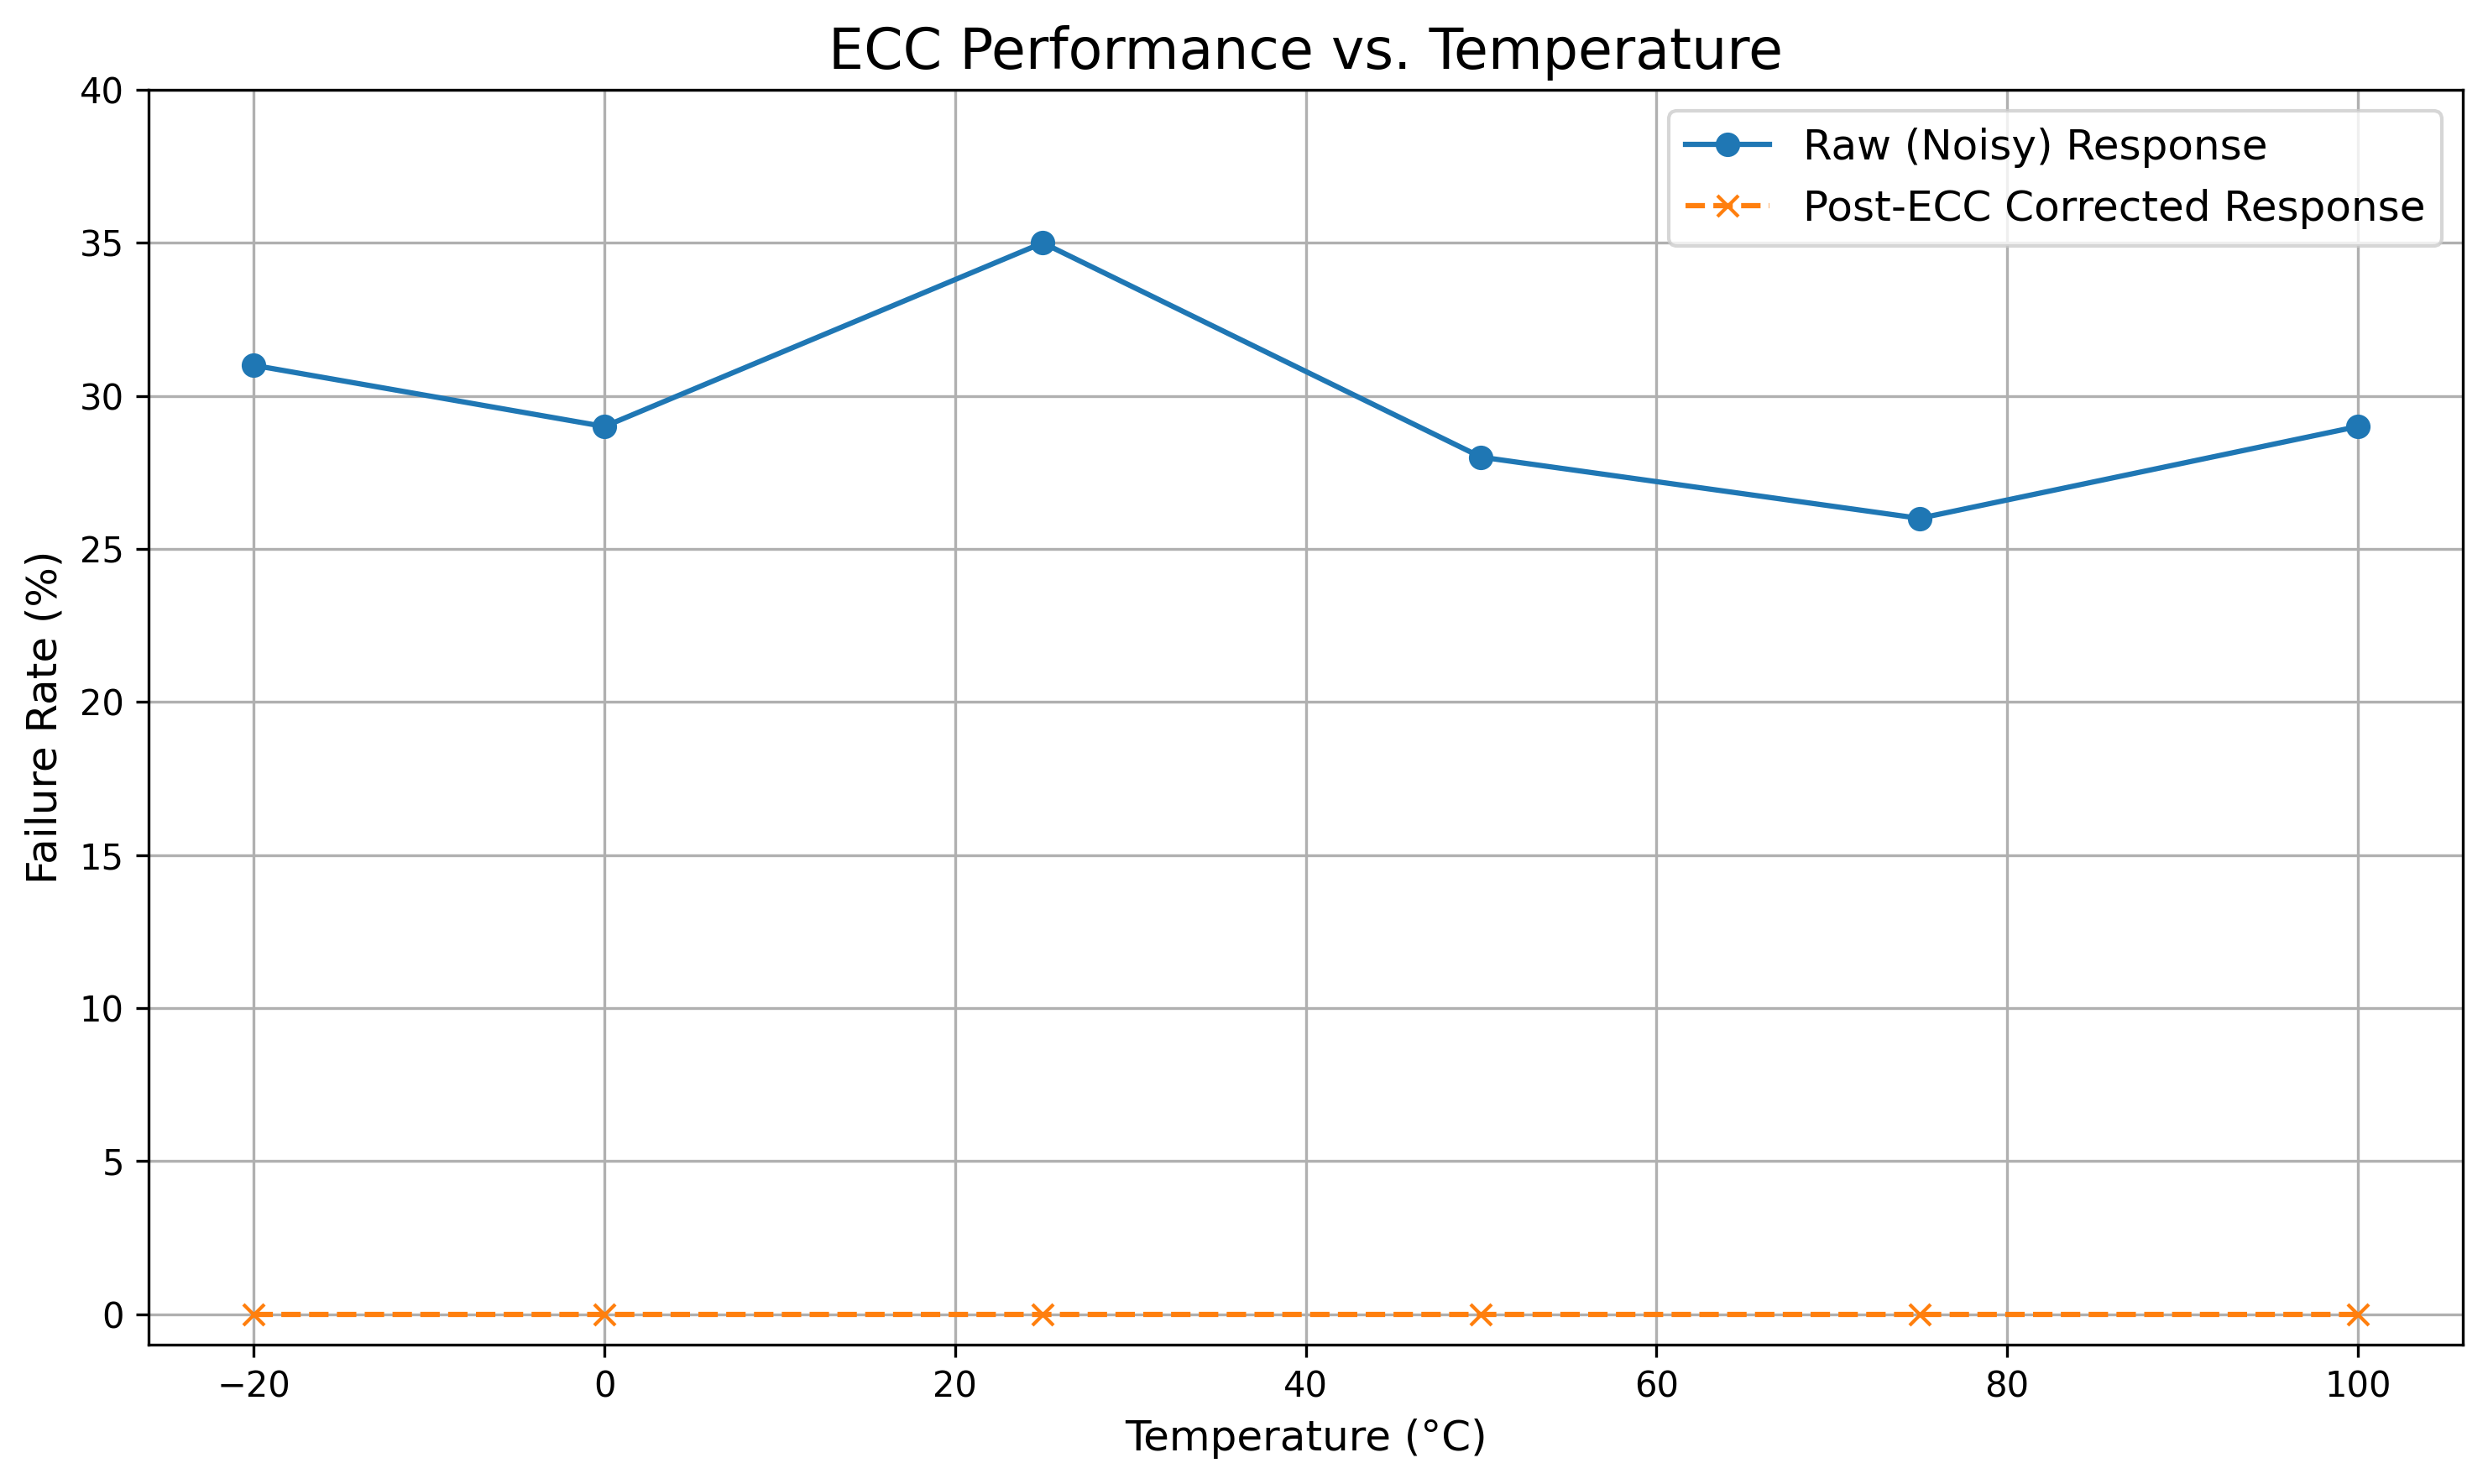 ECC Performance vs. Temperature
40
35
30
25
20
15
10
5
0
Failure Rate (%)
Raw (Noisy) Response
Post-ECC Corrected Response
−20 0 20 40 60 80 100
Temperature (°C)